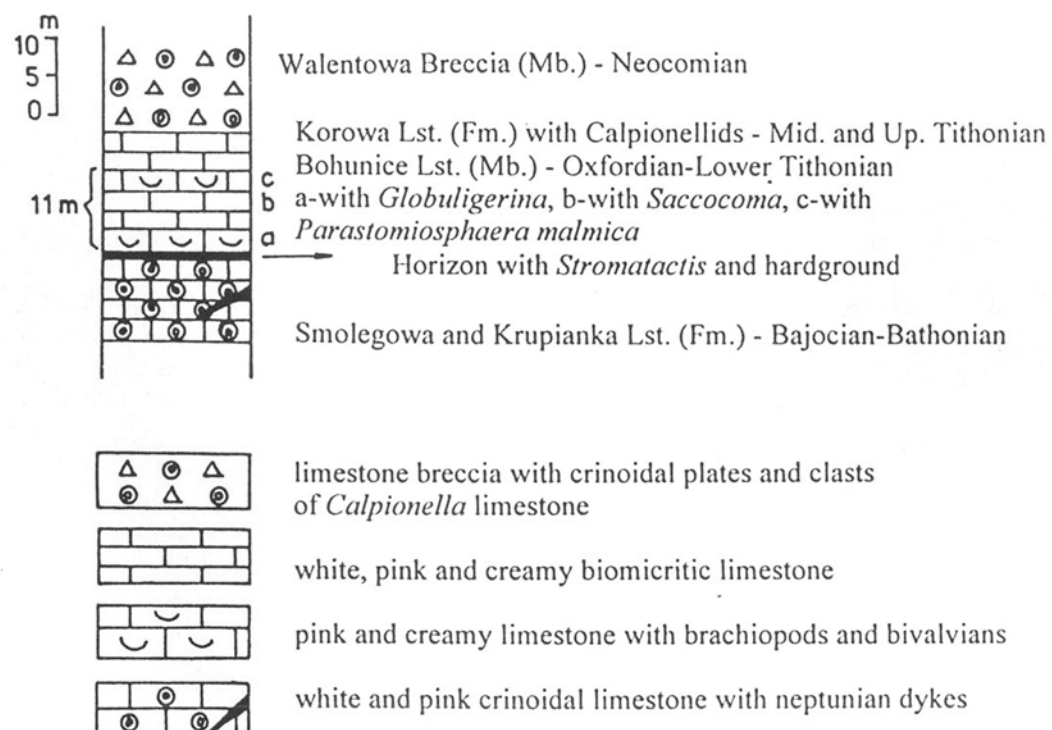 m
10
5
0
Walentowa Breccia (Mb.) - Neocomian
Korowa Lst. (Fm.) with Calpionellids - Mid. and Up. Tithonian
Bohunice Lst. (Mb.) - Oxfordian-Lower Tithonian
11 m
c
b
a
a-with Globuligerina, b-with Saccocoma, c-with
Parastomiosphaera malmica
Horizon with Stromatactis and hardground
Smolegowa and Krupianka Lst. (Fm.) - Bajocian-Bathonian
limestone breccia with crinoidal plates and clasts
of Calpionella limestone
white, pink and creamy biomicritic limestone
pink and creamy limestone with brachiopods and bivalvians
white and pink crinoidal limestone with neptunian dykes